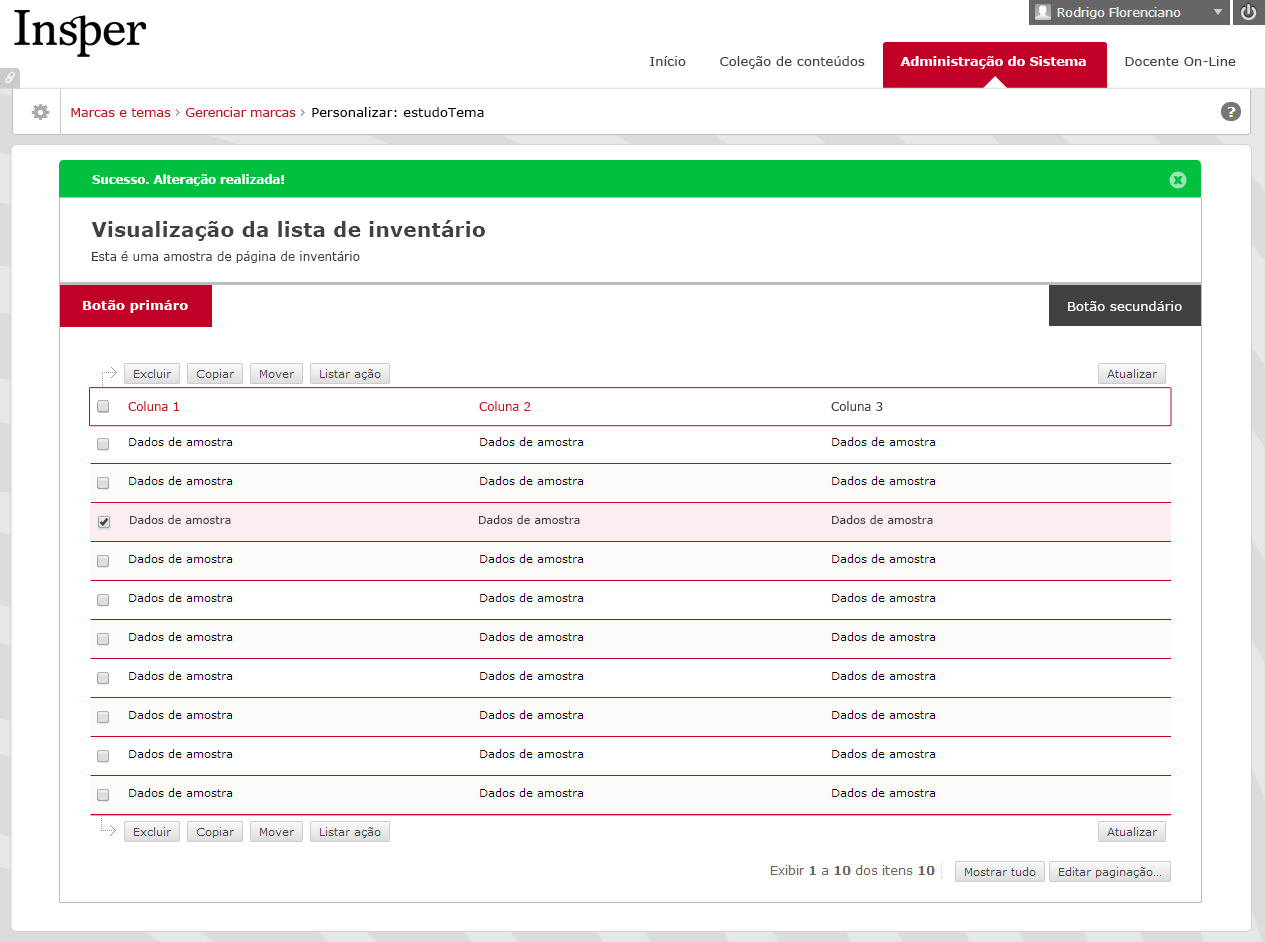 Insper
Rodrigo Florenciano
Início Coleção de conteúdos Administração do Sistema Docente On-Line
Marcas e temas › Gerenciar marcas › Personalizar: estudoTema ?
Sucesso. Alteração realizada!
Visualização da lista de inventário
Esta é uma amostra de página de inventário
Botão primáro Botão secundário
Excluir Copiar Mover Listar ação Atualizar
Coluna 1 Coluna 2 Coluna 3
Dados de amostra Dados de amostra Dados de amostra
Dados de amostra Dados de amostra Dados de amostra
Dados de amostra Dados de amostra Dados de amostra
Dados de amostra Dados de amostra Dados de amostra
Dados de amostra Dados de amostra Dados de amostra
Dados de amostra Dados de amostra Dados de amostra
Dados de amostra Dados de amostra Dados de amostra
Dados de amostra Dados de amostra Dados de amostra
Dados de amostra Dados de amostra Dados de amostra
Dados de amostra Dados de amostra Dados de amostra
Excluir Copiar Mover Listar ação Atualizar
Exibir 1 a 10 dos itens 10 Mostrar tudo Editar paginação...